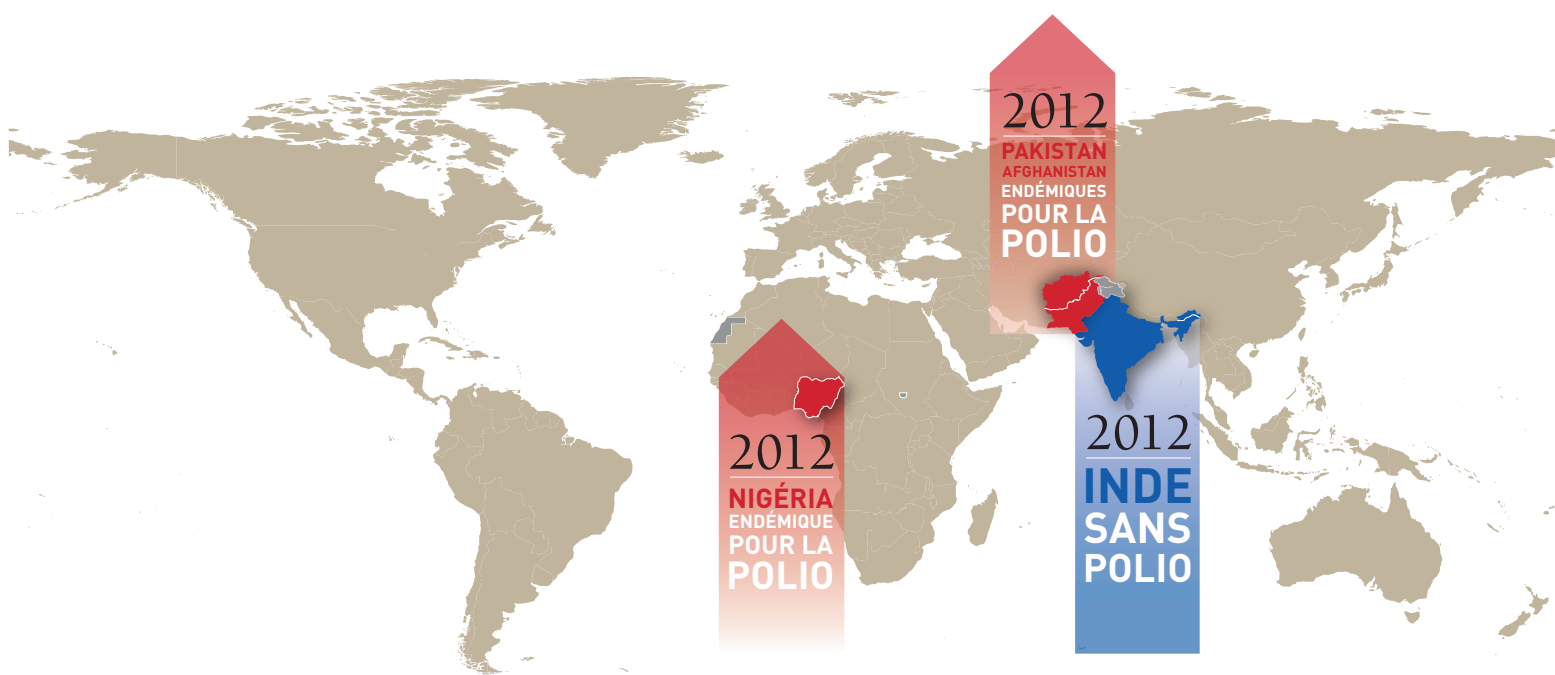 2012
PAKISTAN
AFGHANISTAN
ENDÉMIQUES
POUR LA
POLIO
2012
NIGÉRIA
ENDÉMIQUE
POUR LA
POLIO
2012
INDE
SANS
POLIO